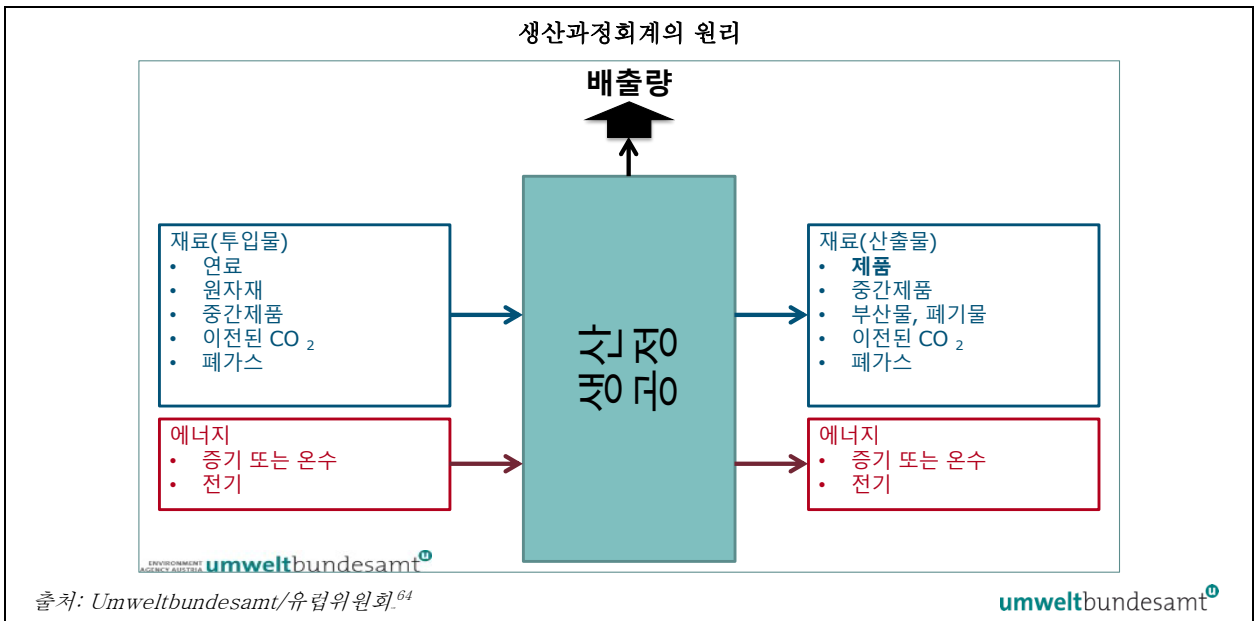 생산과정회계의 원리
배출량
재료(투입물)
• 연료
• 원자재
• 중간제품
• 이전된 CO 2
• 폐가스
에너지
• 증기 또는 온수
• 전기
생산
공정
재료(산출물)
• 제품
• 중간제품
• 부산물, 폐기물
• 이전된 CO 2
• 폐가스
에너지
• 증기 또는 온수
• 전기
ENVIRONMENT
AGENCY AUSTRIA umweltbundesamt u
출처: Umweltbundesamt/유럽위원회.64
umweltbundesamt u